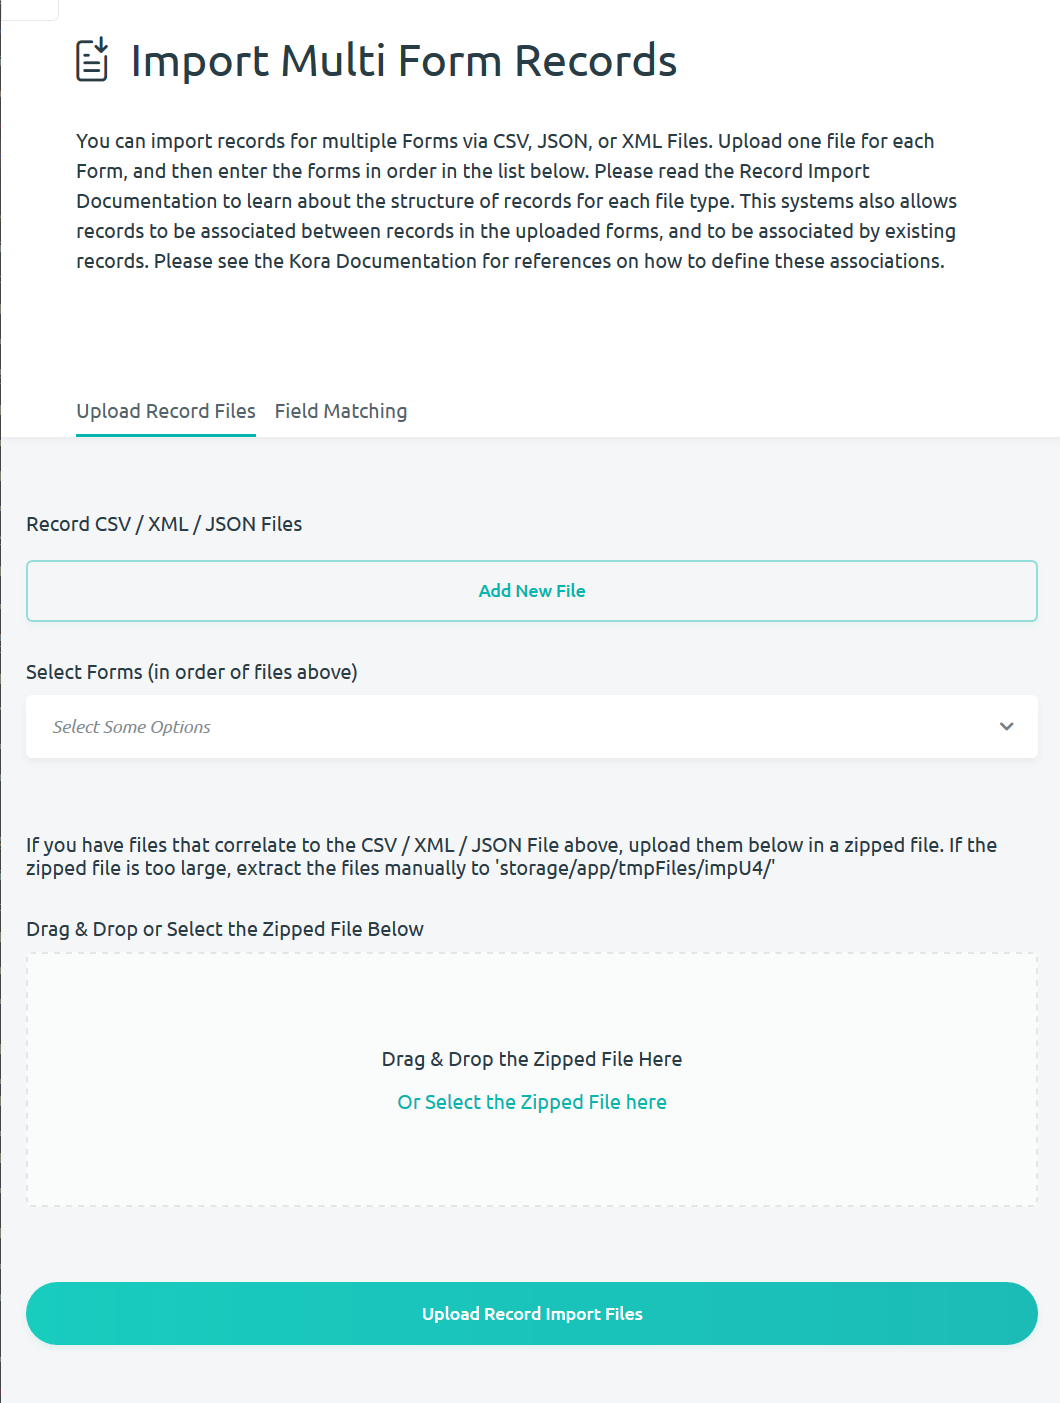 Import Multi Form Records
You can import records for multiple Forms via CSV, JSON, or XML Files. Upload one file for each
Form, and then enter the forms in order in the list below. Please read the Record Import
Documentation to learn about the structure of records for each file type. This systems also allows
records to be associated between records in the uploaded forms, and to be associated by existing
records. Please see the Kora Documentation for references on how to define these associations.
Upload Record Files Field Matching
Record CSV / XML / JSON Files
Add New File
Select Forms (in order of files above)
Select Some Options
If you have files that correlate to the CSV / XML / JSON File above, upload them below in a zipped file. If the
zipped file is too large, extract the files manually to 'storage/app/tmpFiles/impU4/'
Drag & Drop or Select the Zipped File Below
Drag & Drop the Zipped File Here
Or Select the Zipped File here
Upload Record Import Files